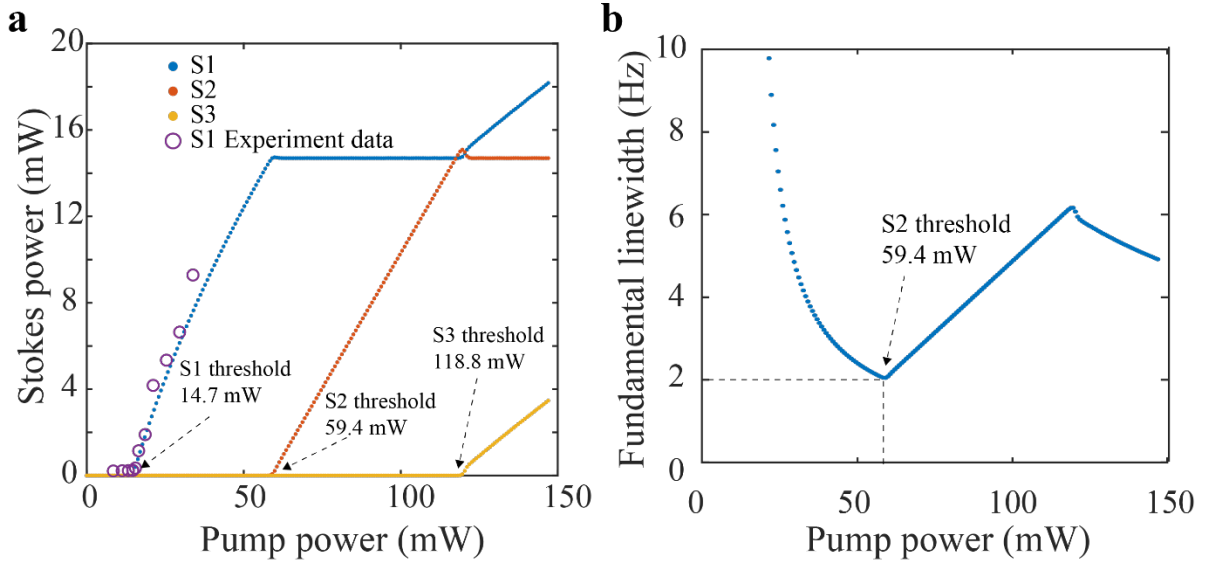 a
20
16
12
8
4
0
Stokes power (mW)
S1
S2
S3
S1 Experiment data
S1 threshold
14.7 mW
S2 threshold
59.4 mW
S3 threshold
118.8 mW
0
50
100
150
Pump power (mW)
b
10
8
6
4
2
0
Fundamental linewidth (Hz)
S2 threshold
59.4 mW
0
50
100
150
Pump power (mW)